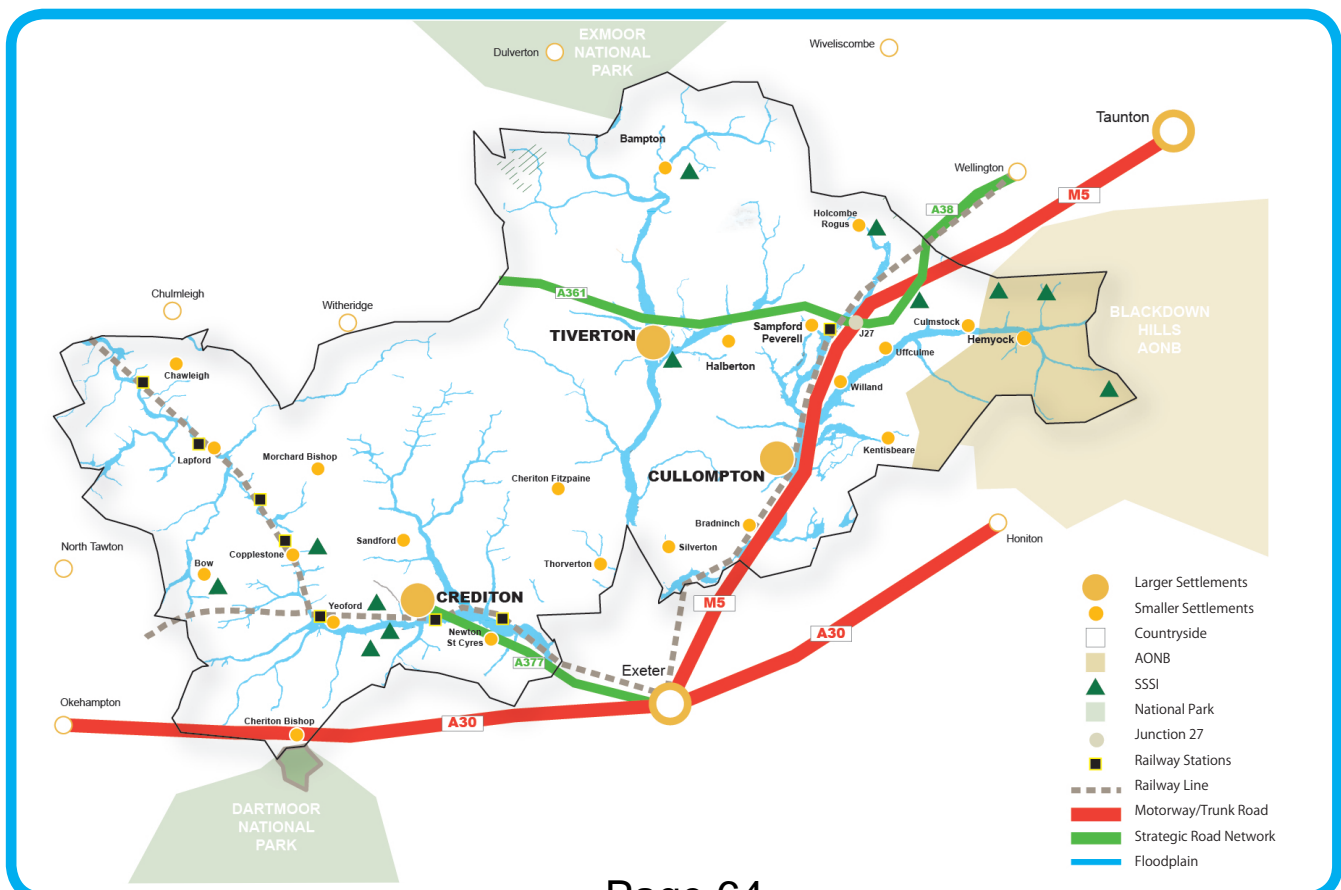 EXMOOR
NATIONAL
PARK
Dulverton
Wiveliscombe
Taunton
Bampton
Wellington
M5
A38
Holcombe
Rogus
A361
Chulmleigh
Witheridge
BLACKDOWN
HILLS
AONB
TIVERTON
Sampford
Peverell
J27
Culmstock
Hemyock
Halberton
Uffculme
Chawleigh
Willand
Lapford
Morchard Bishop
Kentisbeare
CULLOMPTON
Cheriton Fitzpaine
Bradninch
North Tawton
Sandford
Silverton
Honiton
Copplestone
Bow
Thorverton
CREDITON
Yeoford
M5
Newton
St Cyres
A30
A377
Exeter
Okehampton
Cheriton Bishop
A30
DARTMOOR
NATIONAL
PARK
Larger Settlements
Smaller Settlements
Countryside
AONB
SSSI
National Park
Junction 27
Railway Stations
Railway Line
Motorway/Trunk Road
Strategic Road Network
Floodplain
Page 64